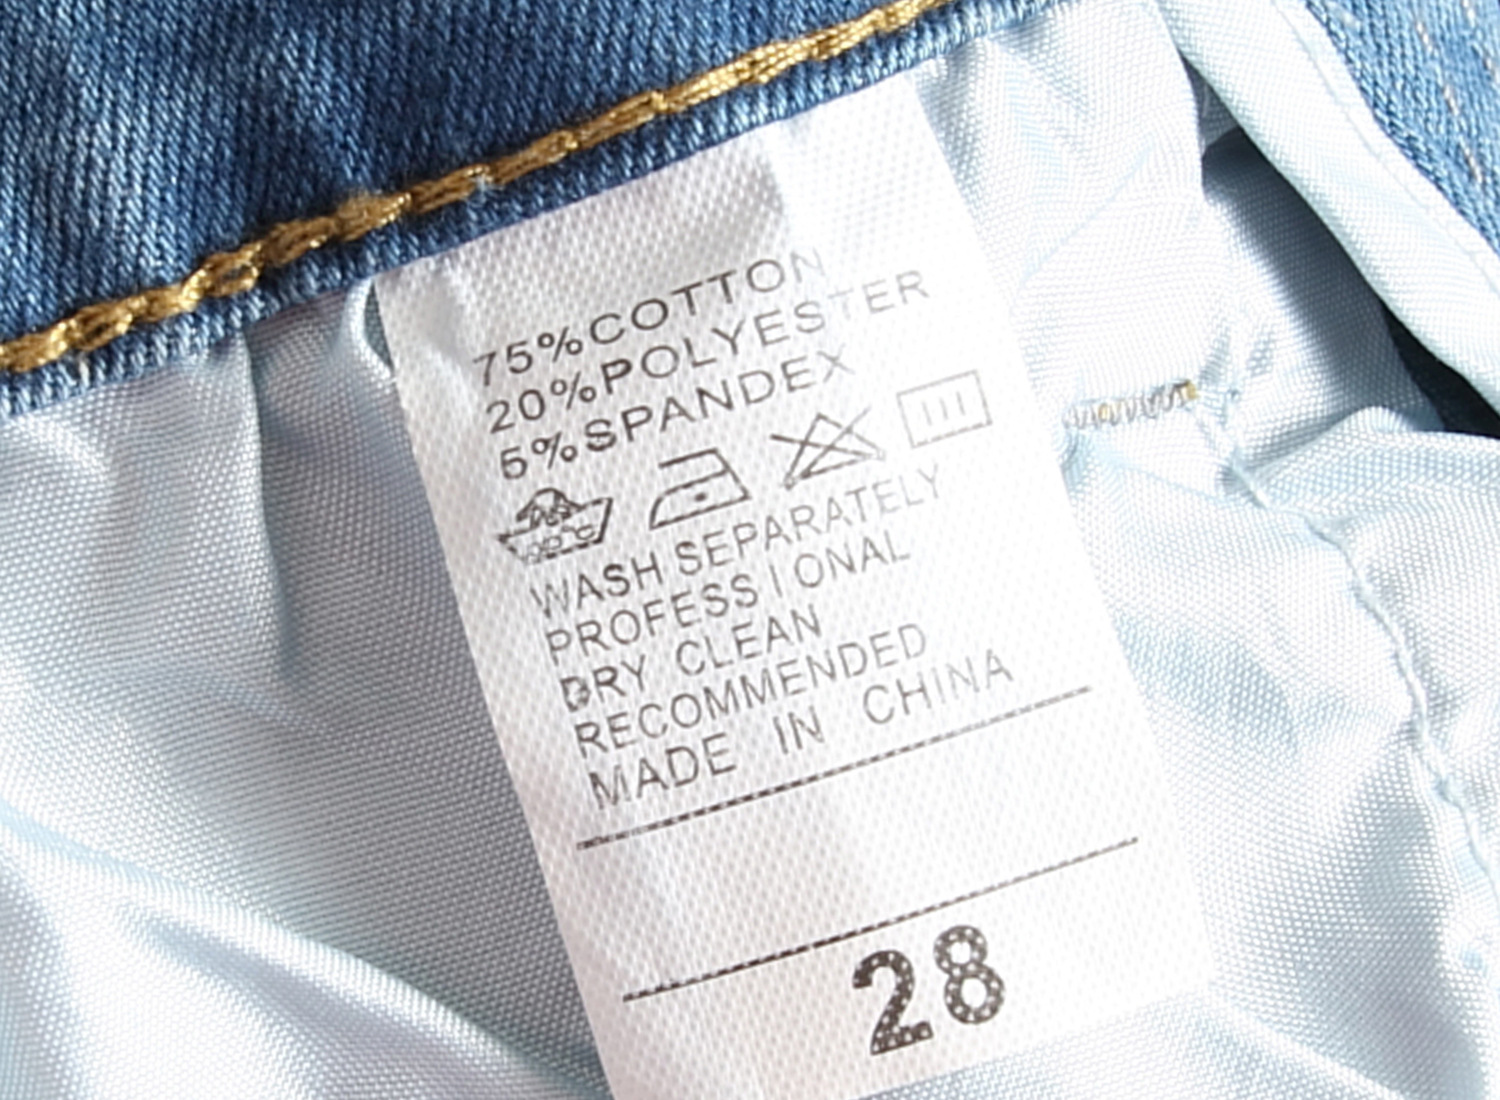 75%COTTON
20%POLYESTER
5%SPANDEX
WASH SEPARATELY
PROFESSIONAL
DRY CLEAN
RECOMMENDED
MADE IN CHINA
28